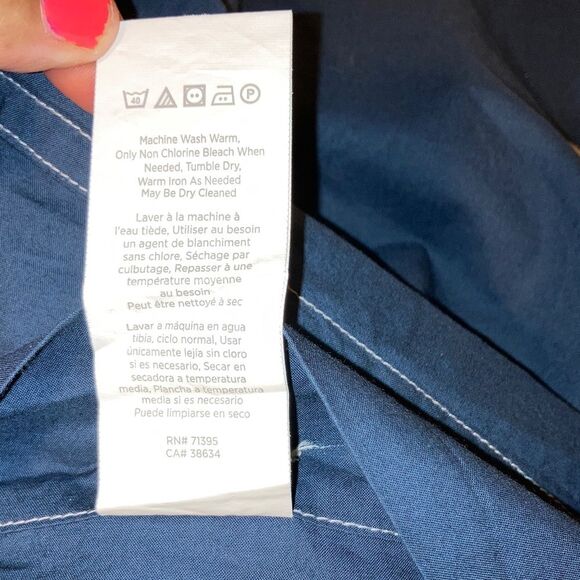 40 P
Machine Wash Warm,
Only Non Chlorine Bleach When
Needed, Tumble Dry,
Warm Iron As Needed
May Be Dry Cleaned
Laver à la machine à
l'eau tiède, Utiliser au besoin
un agent de blanchiment
sans chlore, Séchage par
culbutage, Repasser à une
température moyenne
au besoin
Peut être nettoyé à sec
Lavar a máquina en agua
tibia, ciclo normal, Usar
únicamente lejía sin cloro
si es necesario, Secar en
secadora a temperatura
media, Plancha a temperatura
media si es necesario
Puede limpiarse en seco
RN# 71395
CA# 38634